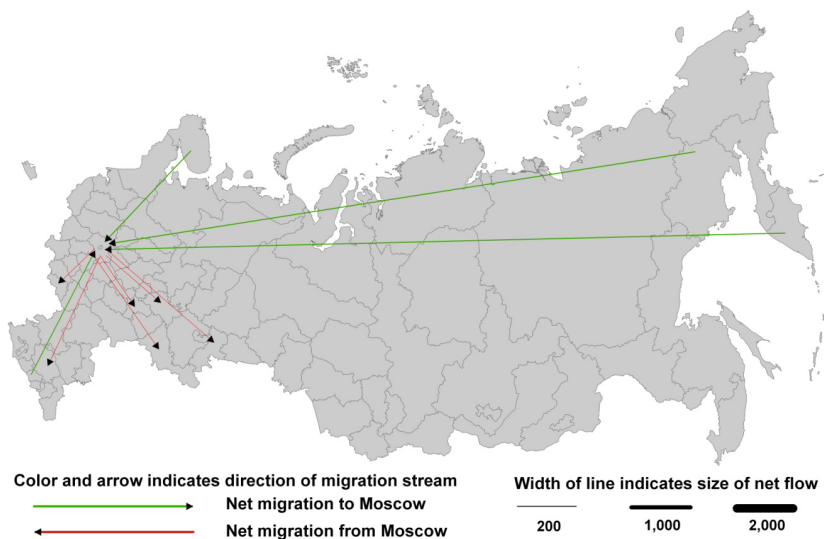 Color and arrow indicates direction of migration stream
Net migration to Moscow
Net migration from Moscow
Width of line indicates size of net flow
200 1,000 2,000